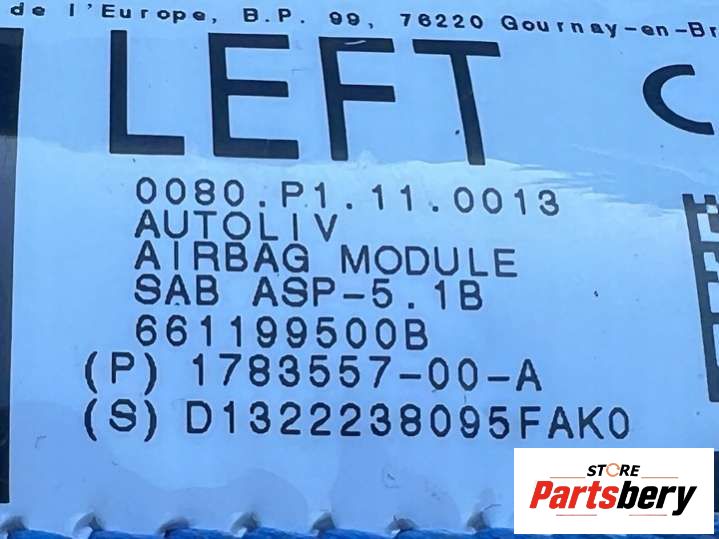 de l'Europe, B.P. 99, 76220 Gournay-en-Br
LEFT C
0080.P1.11.0013
AUTOLIV
AIRBAG MODULE
SAB ASP-5.1B
661199500B
(P) 1783557-00-A
(S) D1322238095FAK0
STORE
Partsbery